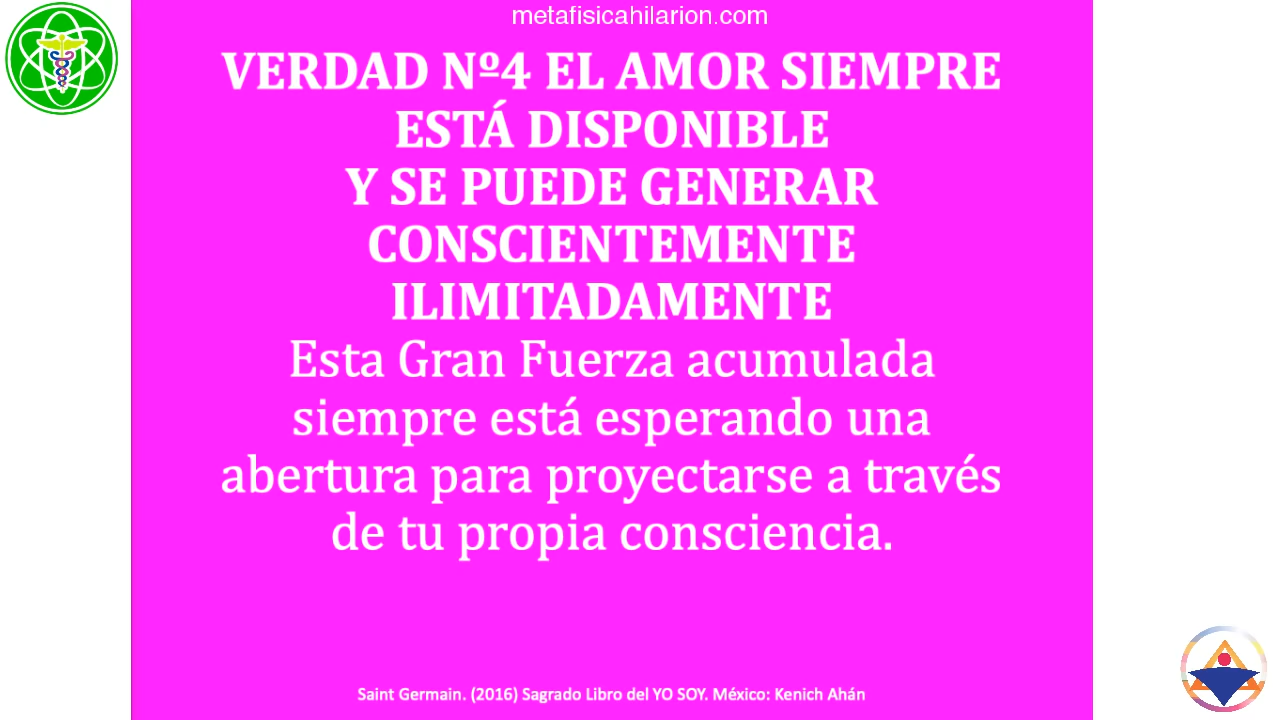 metafisicahilarion.com
VERDAD Nº4 EL AMOR SIEMPRE
ESTÁ DISPONIBLE
Y SE PUEDE GENERAR
CONSCIENTEMENTE
ILIMITADAMENTE
Esta Gran Fuerza acumulada
siempre está esperando una
abertura para proyectarse a través
de tu propia consciencia.
Saint Germain. (2016) Sagrado Libro del YO SOY. México: Kenich Ahán